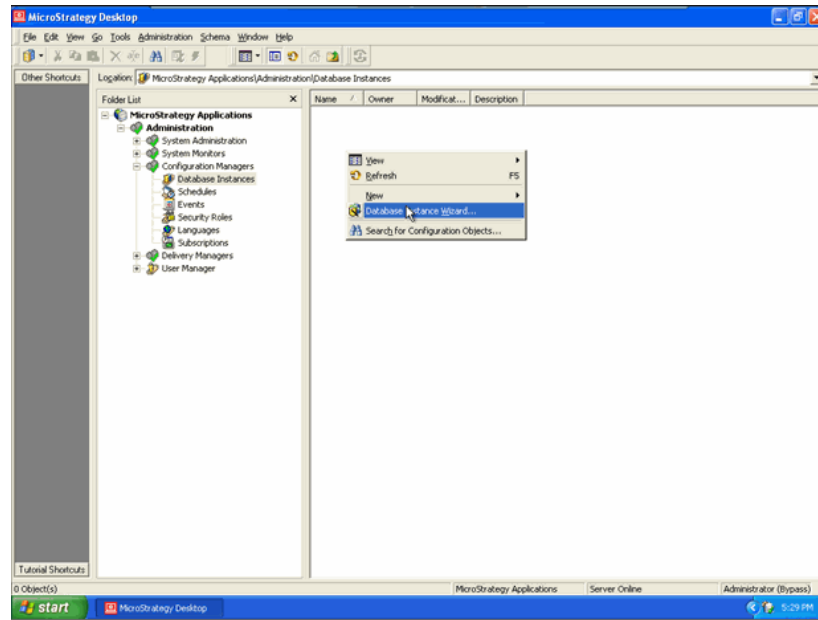 MicroStrategy Desktop
File Edit View Go Tools Administration Schema Window Help
Other Shortcuts
Location: MicroStrategy Applications\Administration\Database Instances
Folder List
MicroStrategy Applications
Administration
System Administration
System Monitors
Configuration Managers
Database Instances
Schedules
Events
Security Roles
Languages
Subscriptions
Delivery Managers
User Manager
Name Owner Modificat... Description
View
Refresh F5
New
Database Instance Wizard...
Search for Configuration Objects...
Tutorial Shortcuts
0 Object(s) MicroStrategy Applications Server Online Administrator (Bypass)
start MicroStrategy Desktop 5:29 PM